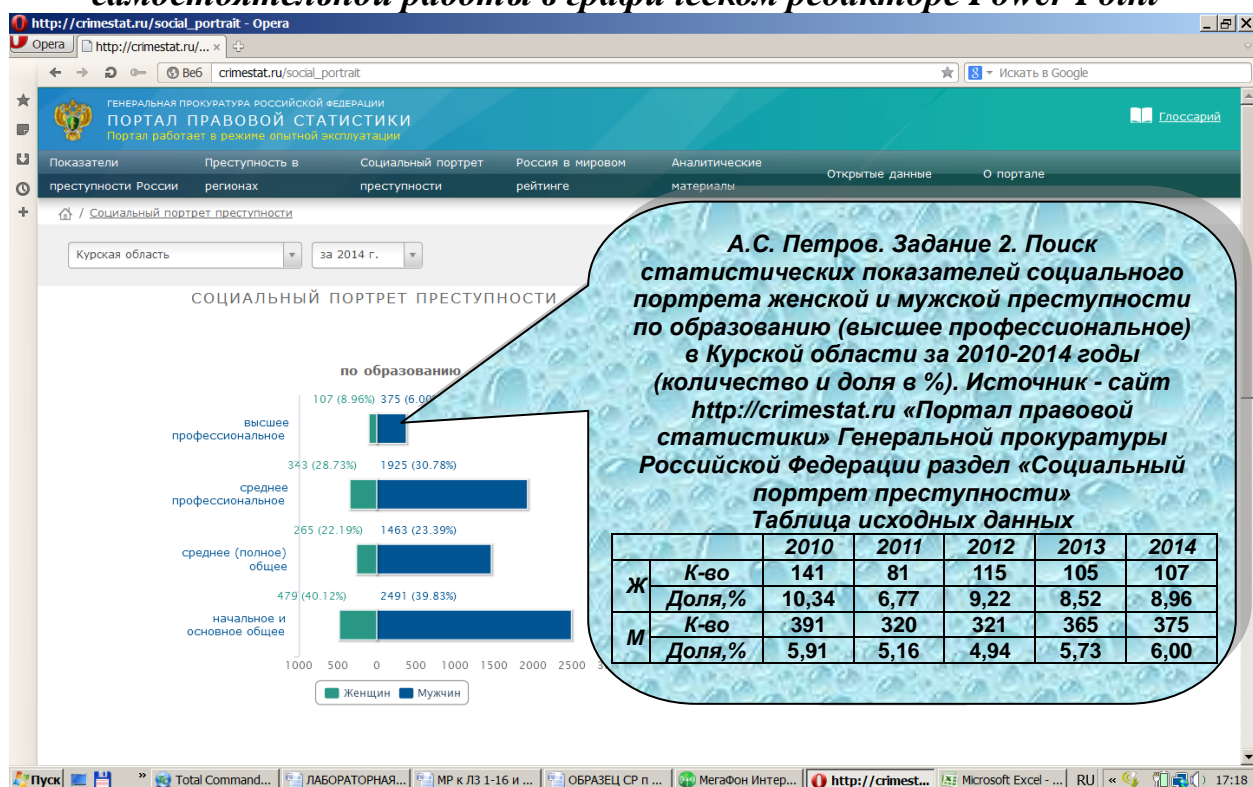 самостоятельной работы в графическом редакторе Power Point
http://crimestat.ru/social_portrait - Opera
Opera http://crimestat.ru/... ×
Веб crimestat.ru/social_portrait Искать в Google
ГЕНЕРАЛЬНАЯ ПРОКУРАТУРА РОССИЙСКОЙ ФЕДЕРАЦИИ
ПОРТАЛ ПРАВОВОЙ СТАТИСТИКИ
Портал работает в режиме опытной эксплуатации
Глоссарий
Показатели преступности России
Преступность в регионах
Социальный портрет преступности
Россия в мировом рейтинге
Аналитические материалы
Открытые данные
О портале
/ Социальный портрет преступности
Курская область за 2014 г.
СОЦИАЛЬНЫЙ ПОРТРЕТ ПРЕСТУПНОСТИ
по образованию
107 (8.96%) 375 (6.00
высшее
профессиональное
343 (28.73%) 1925 (30.78%)
среднее
профессиональное
265 (22.19%) 1463 (23.39%)
среднее (полное)
общее
479 (40.12%) 2491 (39.83%)
начальное и
основное общее
1000 500 0 500 1000 1500 2000 2500
Женщин Мужчин
А.С. Петров. Задание 2. Поиск
статистических показателей социального
портрета женской и мужской преступности
по образованию (высшее профессиональное)
в Курской области за 2010-2014 годы
(количество и доля в %). Источник - сайт
http://crimestat.ru «Портал правовой
статистики» Генеральной прокуратуры
Российской Федерации раздел «Социальный
портрет преступности»
Таблица исходных данных
2010 2011 2012 2013 2014
Ж К-во 141 81 115 105 107
Доля,% 10,34 6,77 9,22 8,52 8,96
М К-во 391 320 321 365 375
Доля,% 5,91 5,16 4,94 5,73 6,00
Пуск » Total Command... ЛАБОРАТОРНАЯ... МР к ЛЗ 1-16 и ... ОБРАЗЕЦ СР п ... МегаФон Интер... http://crimest... Microsoft Excel - ... RU « 17:18